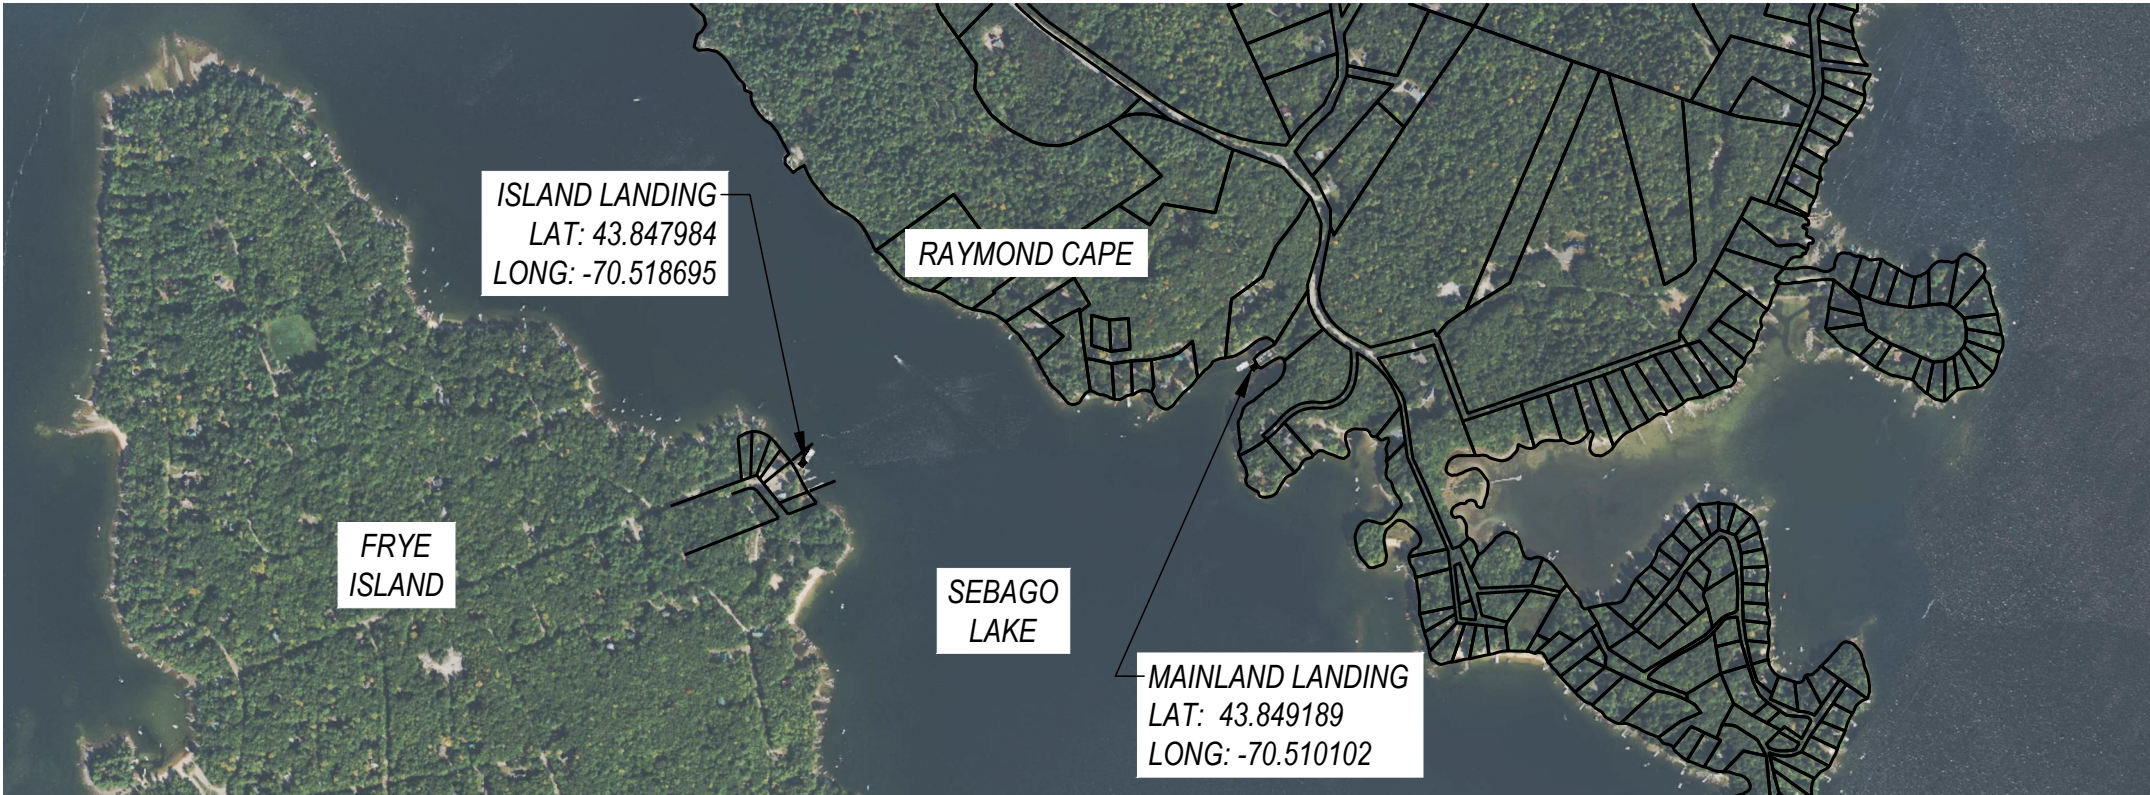 ISLAND LANDING
LAT: 43.847984
LONG: -70.518695
RAYMOND CAPE
FRYE
ISLAND
SEBAGO
LAKE
MAINLAND LANDING
LAT: 43.849189
LONG: -70.510102